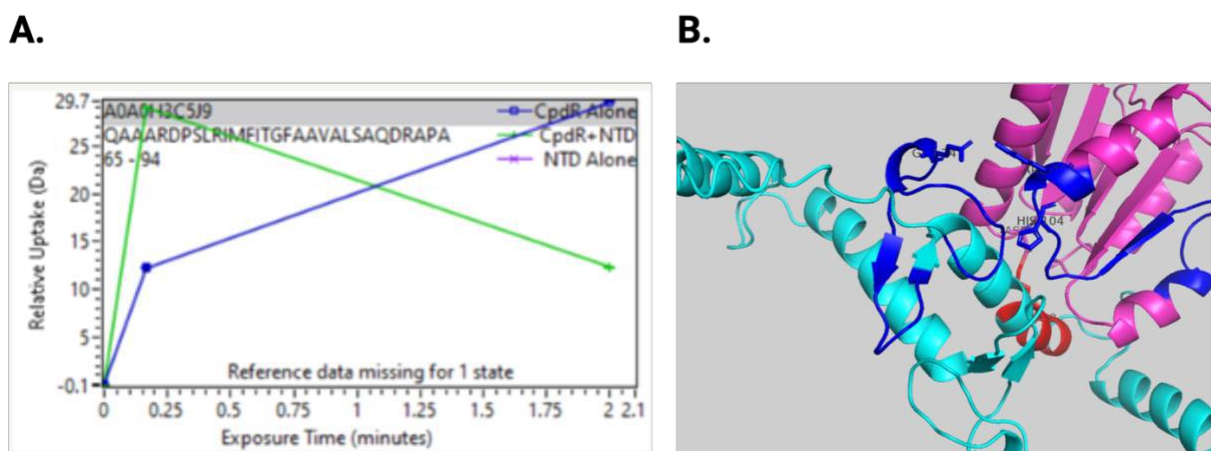 A.
B.
29.7
A0A0H3C5J9
CpdR Alone
QAAARDPSLRIMFITGFAAVALSAQDRAPA
CpdR+NTD
65 - 94
NTD Alone
25
20
15
10
5
-0.1
Relative Uptake (Da)
Reference data missing for 1 state
0 0.25 0.5 0.75 1 1.25 1.5 1.75 2 2.1
Exposure Time (minutes)
HIS 104